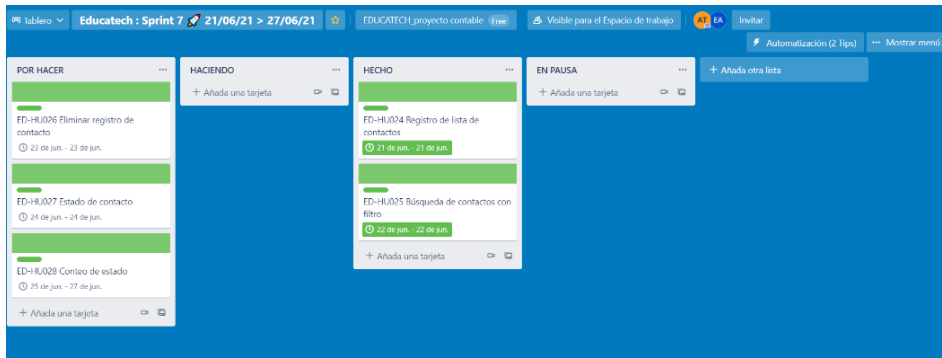 Tablero
Educatech : Sprint 7 🚀 21/06/21 > 27/06/21
EDUCATECH_proyecto contable Free
Visible para el Espacio de trabajo
AT EA
Invitar
Automatización (2 Tips)
··· Mostrar menú
POR HACER ···
ED-HU026 Eliminar registro de
contacto
23 de jun. - 23 de jun.
ED-HU027 Estado de contacto
24 de jun. - 24 de jun.
ED-HU028 Conteo de estado
25 de jun. - 27 de jun.
+ Añada una tarjeta
HACIENDO ···
+ Añada una tarjeta
HECHO ···
ED-HU024 Registro de lista de
contactos
21 de jun. - 21 de jun.
ED-HU025 Búsqueda de contactos con
filtro
22 de jun. - 22 de jun.
+ Añada una tarjeta
EN PAUSA ···
+ Añada una tarjeta
+ Añada otra lista